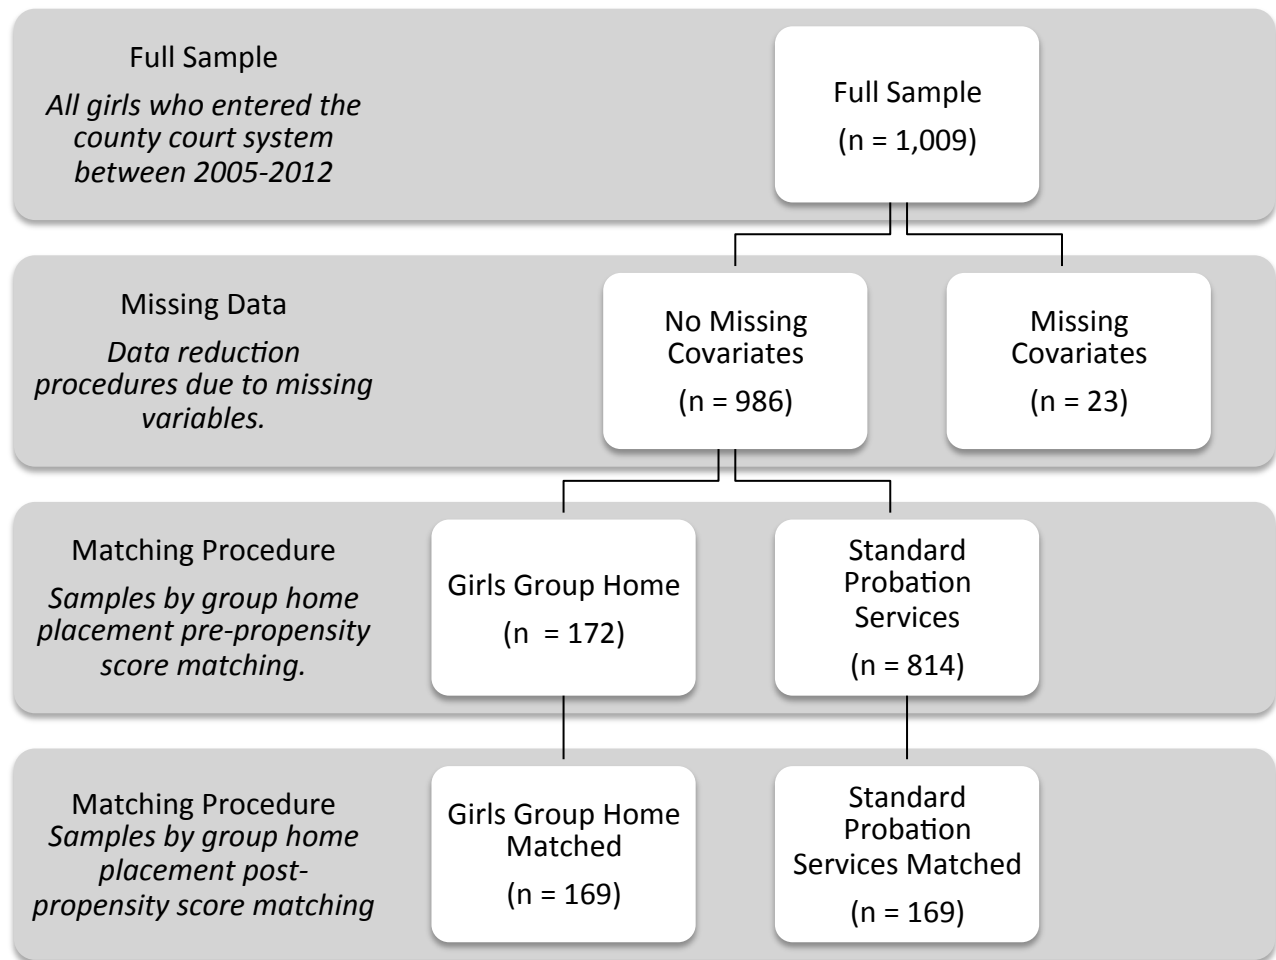 Full Sample
All girls who entered the
county court system
between 2005-2012
Full Sample
(n = 1,009)
Missing Data
Data reduction
procedures due to missing
variables.
No Missing
Covariates
(n = 986)
Missing
Covariates
(n = 23)
Matching Procedure
Samples by group home
placement pre-propensity
score matching.
Girls Group Home
(n  = 172)
Standard
Probation
Services
(n = 814)
Matching Procedure
Samples by group home
placement post-
propensity score matching
Girls Group Home
Matched
(n = 169)
Standard
Probation
Services Matched
(n = 169)